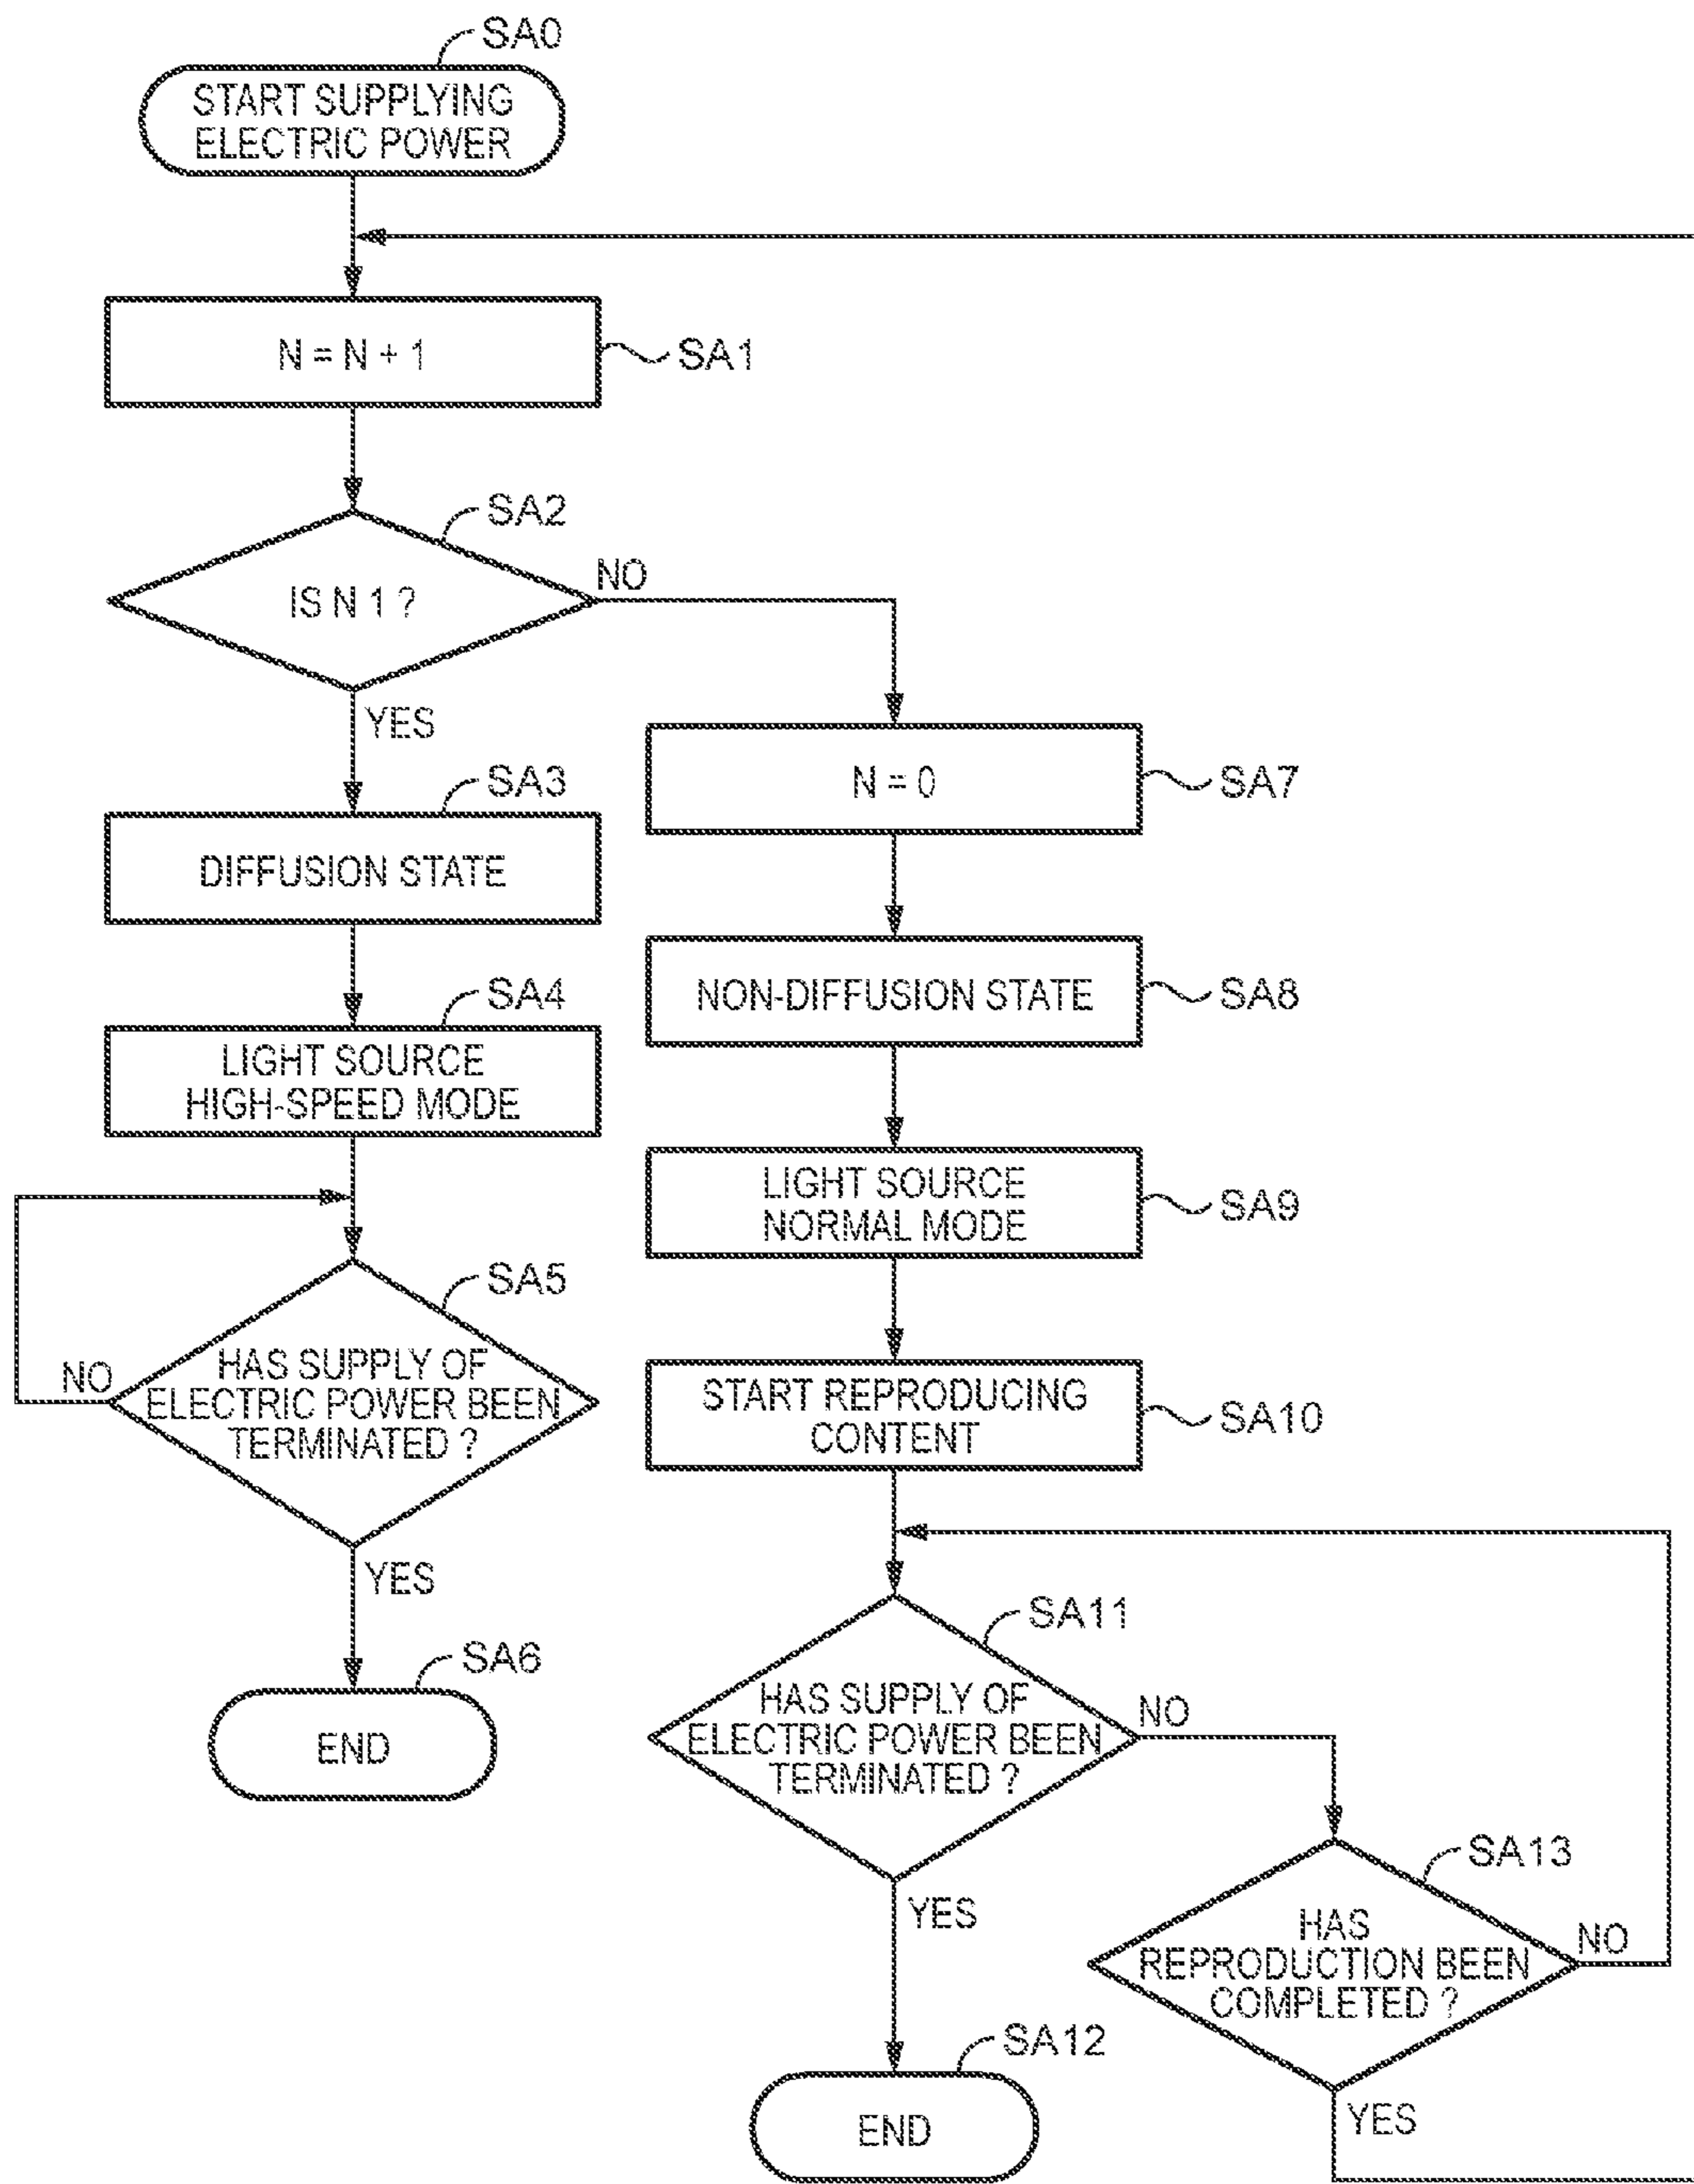 SA0
START SUPPLYING
ELECTRIC POWER
N = N + 1
SA1
SA2
IS N 1 ?
NO
YES
SA3
DIFFUSION STATE
SA4
LIGHT SOURCE
HIGH-SPEED MODE
SA5
HAS SUPPLY OF
ELECTRIC POWER BEEN
TERMINATED ?
NO
YES
SA6
END
N = 0
SA7
NON-DIFFUSION STATE
SA8
LIGHT SOURCE
NORMAL MODE
SA9
START REPRODUCING
CONTENT
SA10
SA11
HAS SUPPLY OF
ELECTRIC POWER BEEN
TERMINATED ?
NO
YES
SA12
END
SA13
HAS
REPRODUCTION BEEN
COMPLETED ?
NO
YES